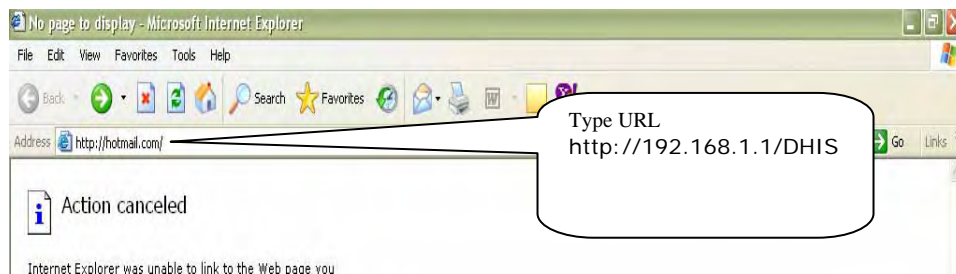 No page to display - Microsoft Internet Explorer
File Edit View Favorites Tools Help
Back Search Favorites W Y!
Type URL
Address http://hotmail.com/ http://192.168.1.1/DHIS Go Links
Action canceled
Internet Explorer was unable to link to the Web page you